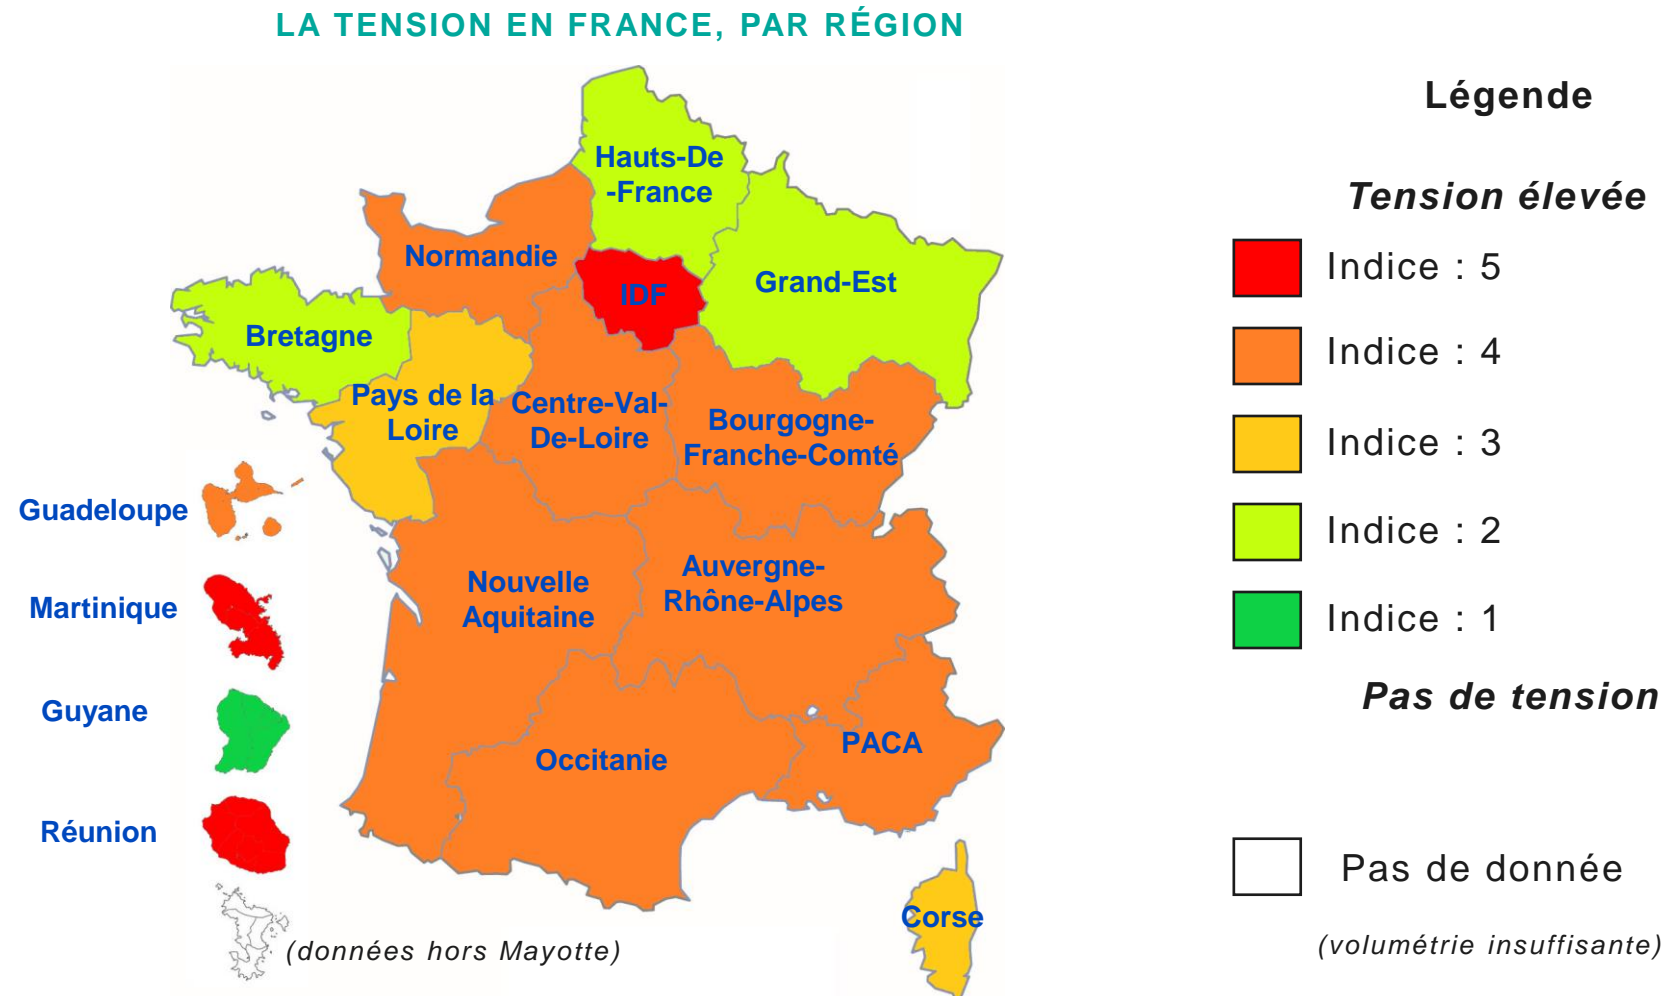 LA TENSION EN FRANCE, PAR RÉGION
Hauts-De
-France
Normandie
IDF
Grand-Est
Bretagne
Pays de la
Loire
Centre-Val-
De-Loire
Bourgogne-
Franche-Comté
Guadeloupe
Nouvelle
Aquitaine
Auvergne-
Rhône-Alpes
Martinique
Guyane
Occitanie
PACA
Réunion
Corse
(données hors Mayotte)
Légende
Tension élevée
Indice : 5
Indice : 4
Indice : 3
Indice : 2
Indice : 1
Pas de tension
Pas de donnée
(volumétrie insuffisante)